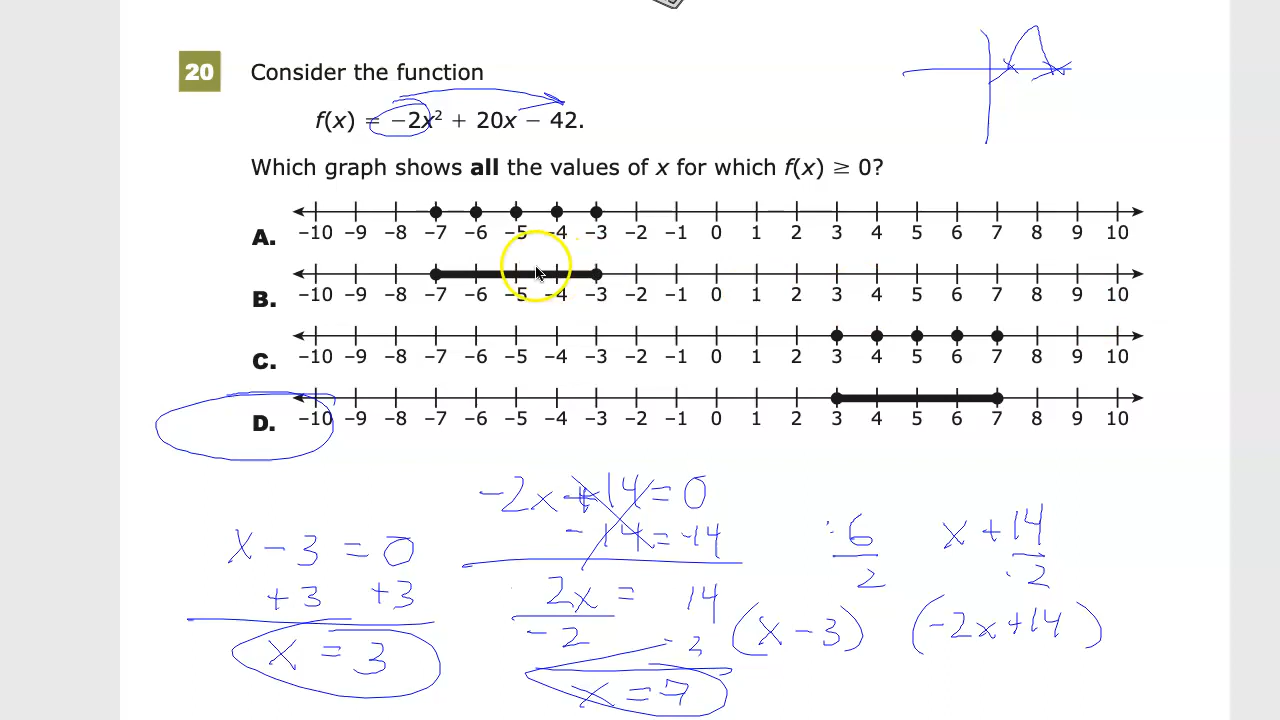 20 Consider the function
f(x) = −2x² + 20x − 42.
Which graph shows all the values of x for which f(x) ≥ 0?
A. −10 −9 −8 −7 −6 −5 −4 −3 −2 −1 0 1 2 3 4 5 6 7 8 9 10
B. −10 −9 −8 −7 −6 −5 −4 −3 −2 −1 0 1 2 3 4 5 6 7 8 9 10
C. −10 −9 −8 −7 −6 −5 −4 −3 −2 −1 0 1 2 3 4 5 6 7 8 9 10
D. −10 −9 −8 −7 −6 −5 −4 −3 −2 −1 0 1 2 3 4 5 6 7 8 9 10
x − 3 = 0
+3 +3
x = 3
-2x + 14 = 0
- 14 = -14
2x = 14
-2
x = 7
-6 x + 14
2 -2
(x − 3) (-2x + 14)